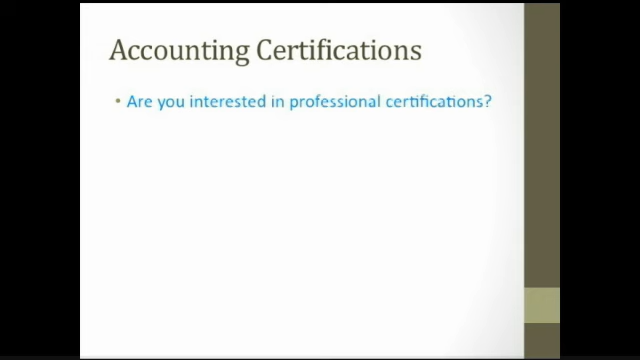 Accounting Certifications
• Are you interested in professional certifications?